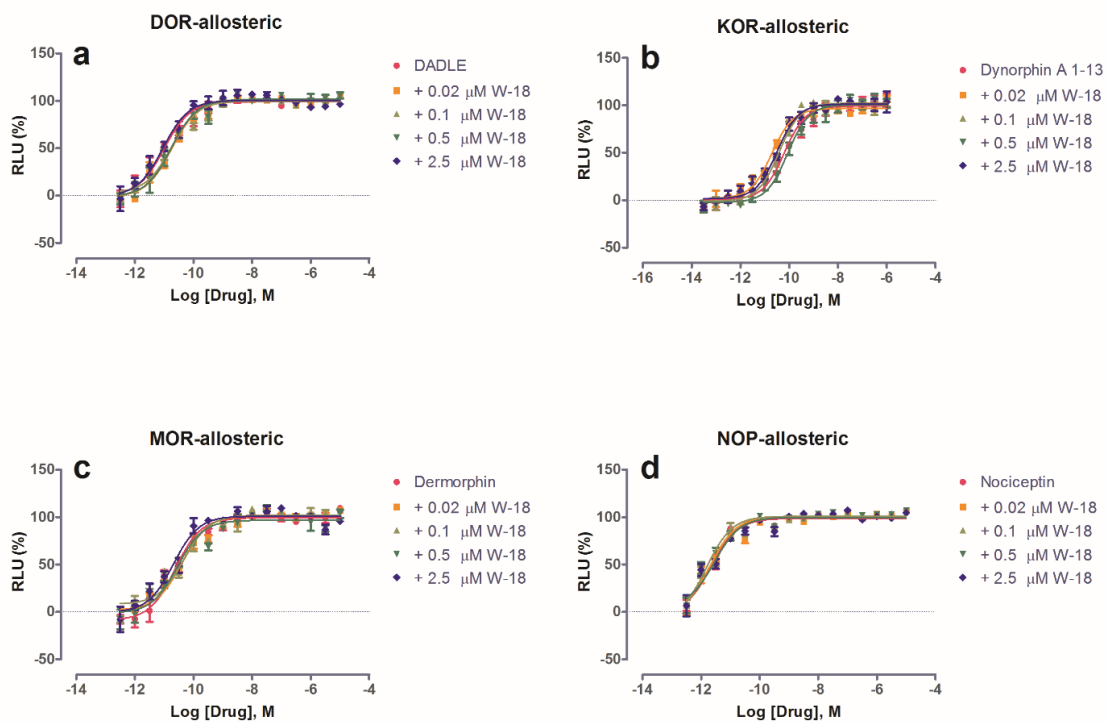 DOR-allosteric
a
150
100
50
0
-50
RLU (%)
-14 -12 -10 -8 -6 -4
Log [Drug], M
DADLE
+ 0.02 μM W-18
+ 0.1 μM W-18
+ 0.5 μM W-18
+ 2.5 μM W-18
KOR-allosteric
b
150
100
50
0
-50
RLU (%)
-16 -14 -12 -10 -8 -6 -4
Log [Drug], M
Dynorphin A 1-13
+ 0.02 μM W-18
+ 0.1 μM W-18
+ 0.5 μM W-18
+ 2.5 μM W-18
MOR-allosteric
c
150
100
50
0
-50
RLU (%)
-14 -12 -10 -8 -6 -4
Log [Drug], M
Dermorphin
+ 0.02 μM W-18
+ 0.1 μM W-18
+ 0.5 μM W-18
+ 2.5 μM W-18
NOP-allosteric
d
150
100
50
0
-50
RLU (%)
-14 -12 -10 -8 -6 -4
Log [Drug], M
Nociceptin
+ 0.02 μM W-18
+ 0.1 μM W-18
+ 0.5 μM W-18
+ 2.5 μM W-18